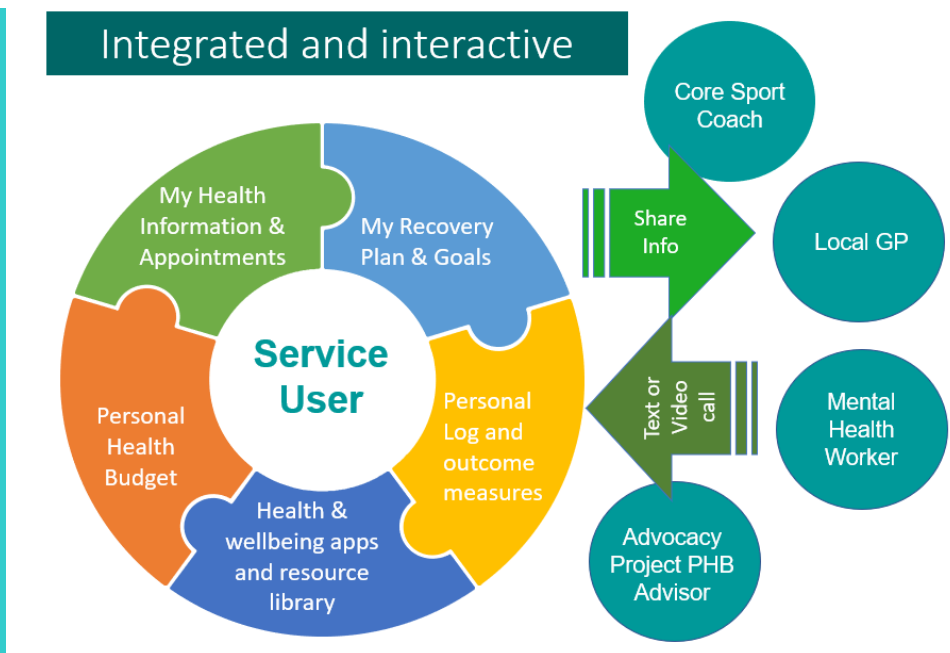 Integrated and interactive
My Health
Information &
Appointments
My Recovery
Plan & Goals
Service
User
Personal
Health
Budget
Personal
Log and
outcome
measures
Health &
wellbeing apps
and resource
library
Core Sport
Coach
Share
Info
Local GP
Text or
Video
call
Mental
Health
Worker
Advocacy
Project PHB
Advisor